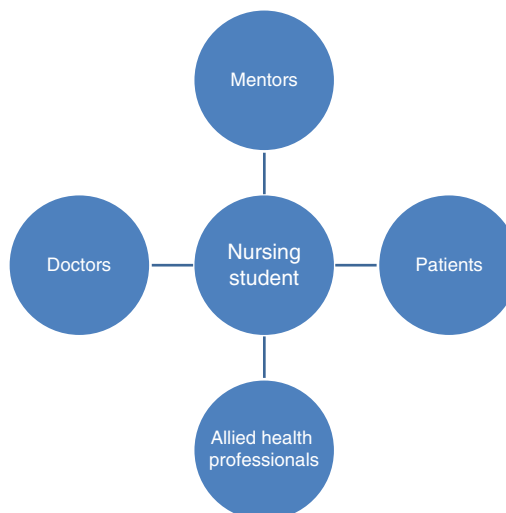 Mentors
Doctors
Nursing
student
Patients
Allied health
professionals